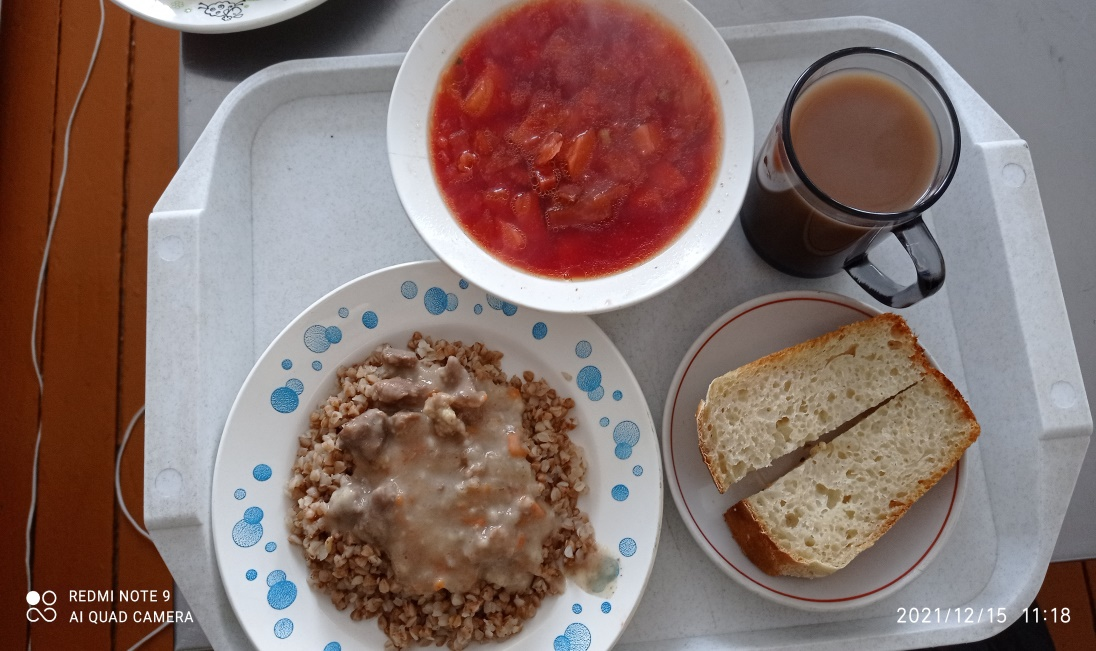 REDMI NOTE 9
AI QUAD CAMERA
2021/12/15 11:18